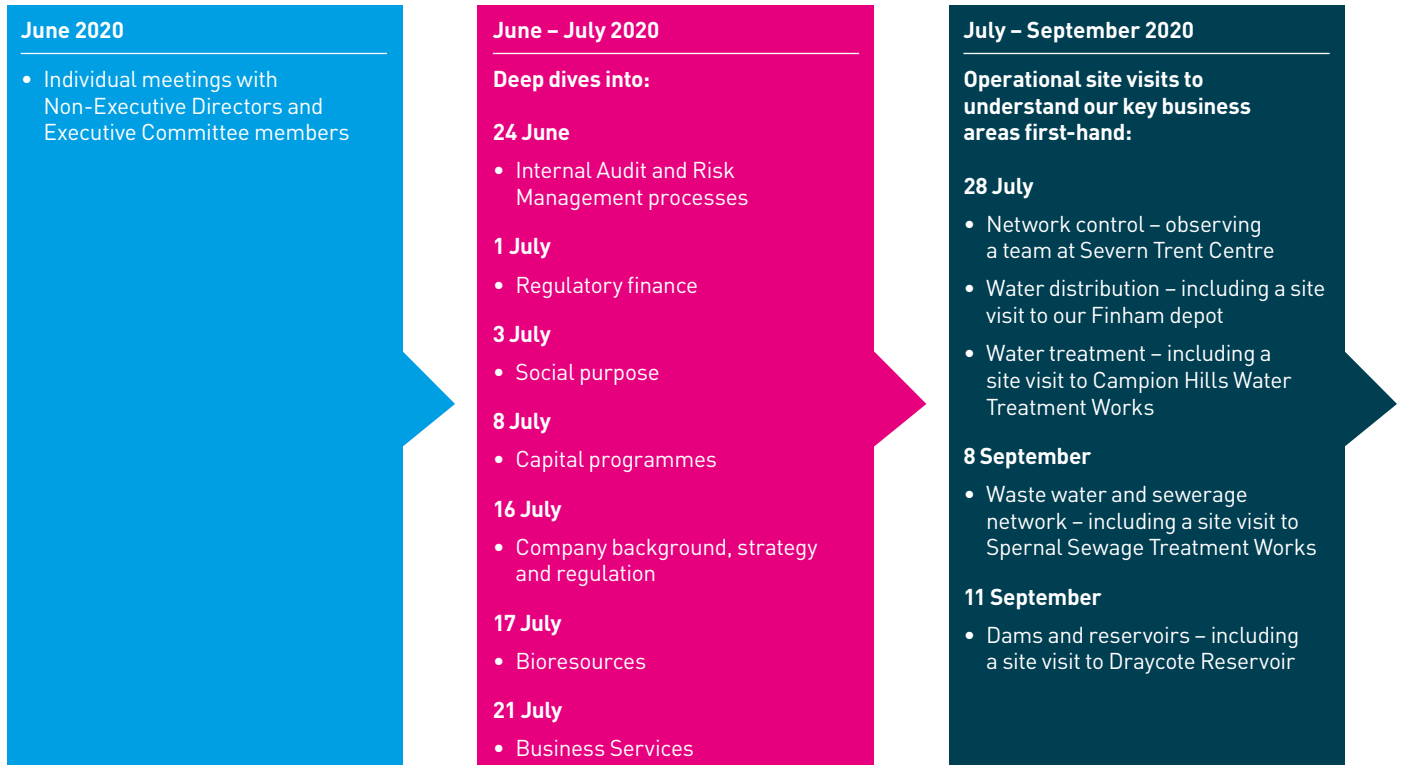 June 2020
• Individual meetings with
Non-Executive Directors and
Executive Committee members
June – July 2020
Deep dives into:
24 June
• Internal Audit and Risk
Management processes
1 July
• Regulatory finance
3 July
• Social purpose
8 July
• Capital programmes
16 July
• Company background, strategy
and regulation
17 July
• Bioresources
21 July
• Business Services
July – September 2020
Operational site visits to
understand our key business
areas first-hand:
28 July
• Network control – observing
a team at Severn Trent Centre
• Water distribution – including a site
visit to our Finham depot
• Water treatment – including a
site visit to Campion Hills Water
Treatment Works
8 September
• Waste water and sewerage
network – including a site visit to
Spernal Sewage Treatment Works
11 September
• Dams and reservoirs – including
a site visit to Draycote Reservoir